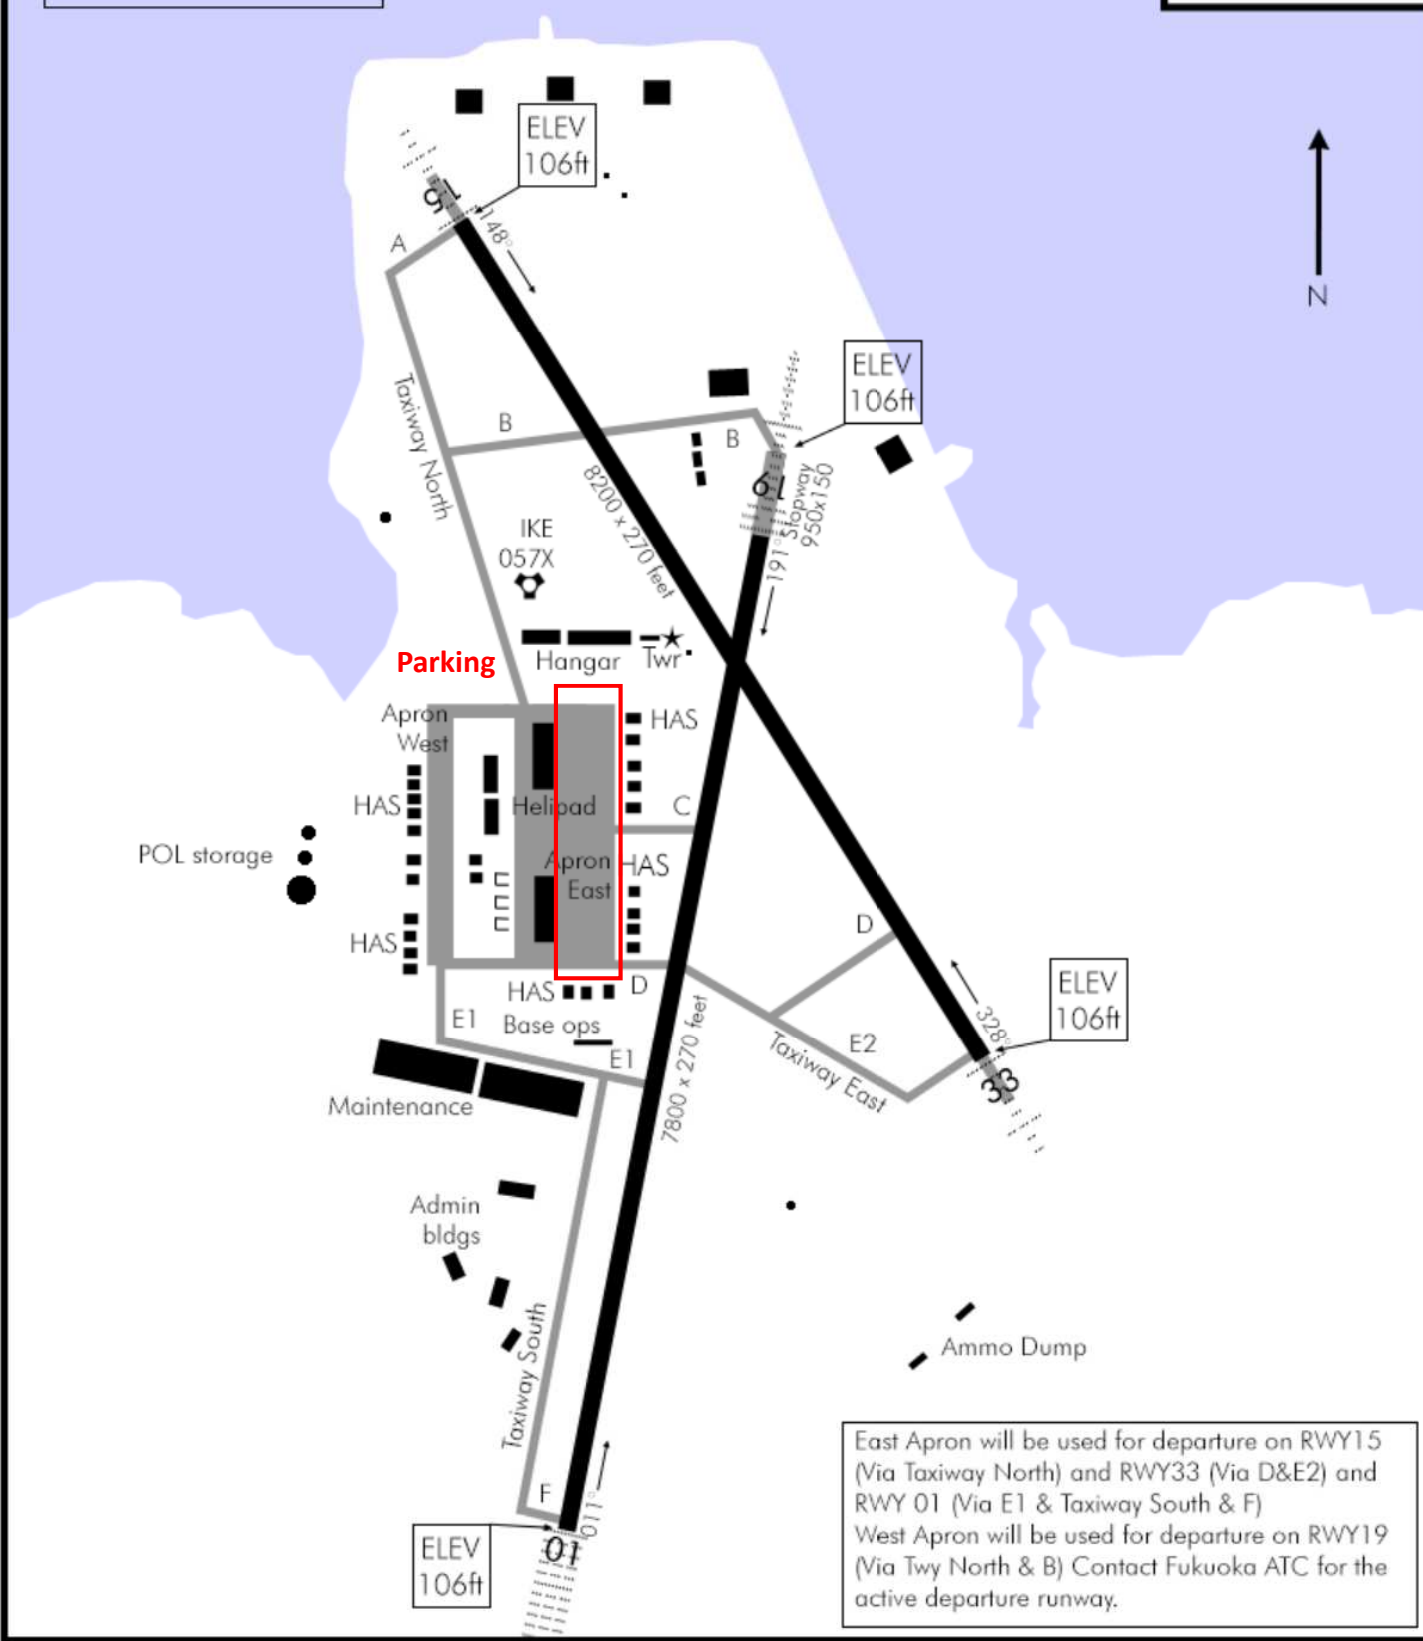 ELEV
106ft
15
148°
A
N
Taxiway North
ELEV
106ft
B
B
19
Stopway
950x150
8200 x 270 feet
191°
IKE
057X
Parking
Hangar
Twr
Apron
West
HAS
HAS
Helipad
C
POL storage
Apron
East
HAS
HAS
D
D
HAS
Base ops
E1
E1
328°
ELEV
106ft
7800 x 270 feet
E2
Taxiway East
33
Maintenance
Admin
bldgs
Taxiway South
Ammo Dump
F
011°
01
ELEV
106ft
East Apron will be used for departure on RWY15
(Via Taxiway North) and RWY33 (Via D&E2) and
RWY 01 (Via E1 & Taxiway South & F)
West Apron will be used for departure on RWY19
(Via Twy North & B) Contact Fukuoka ATC for the
active departure runway.